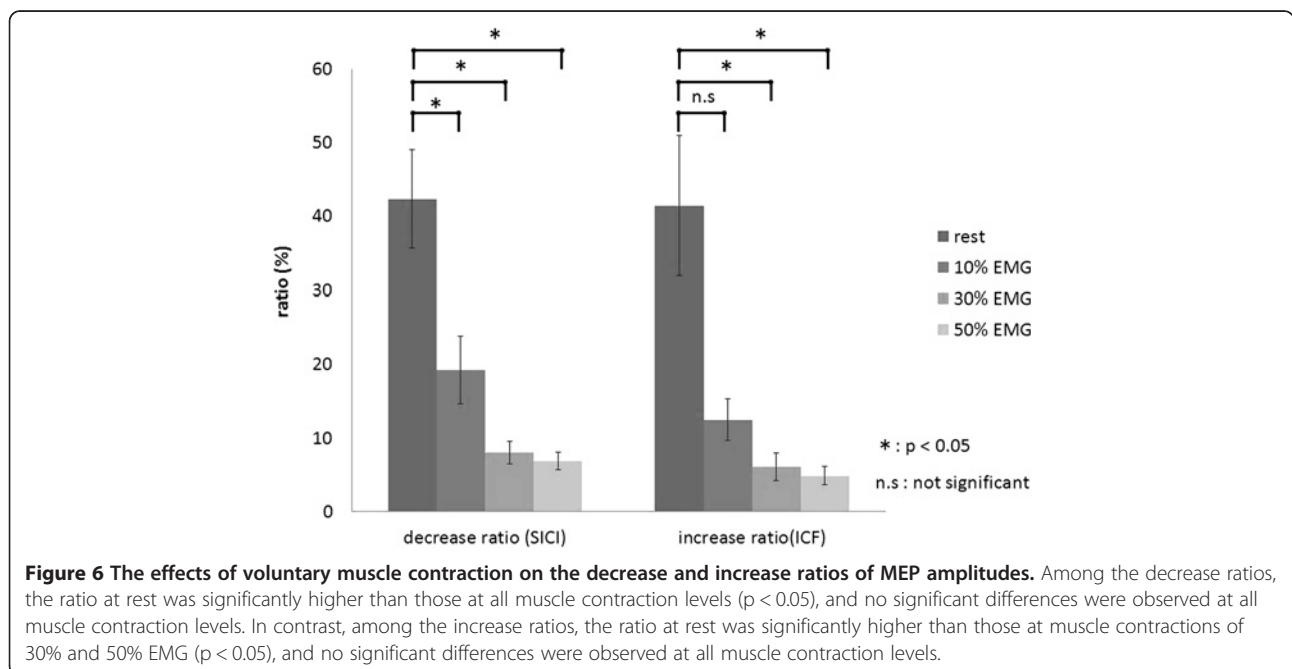 * *
* *
* n.s
60
50
40
30
20
10
0
ratio (%)
rest
10% EMG
30% EMG
50% EMG
* : p < 0.05
n.s : not significant
decrease ratio (SICI) increase ratio(ICF)
Figure 6 The effects of voluntary muscle contraction on the decrease and increase ratios of MEP amplitudes. Among the decrease ratios,
the ratio at rest was significantly higher than those at all muscle contraction levels (p < 0.05), and no significant differences were observed at all
muscle contraction levels. In contrast, among the increase ratios, the ratio at rest was significantly higher than those at muscle contractions of
30% and 50% EMG (p < 0.05), and no significant differences were observed at all muscle contraction levels.